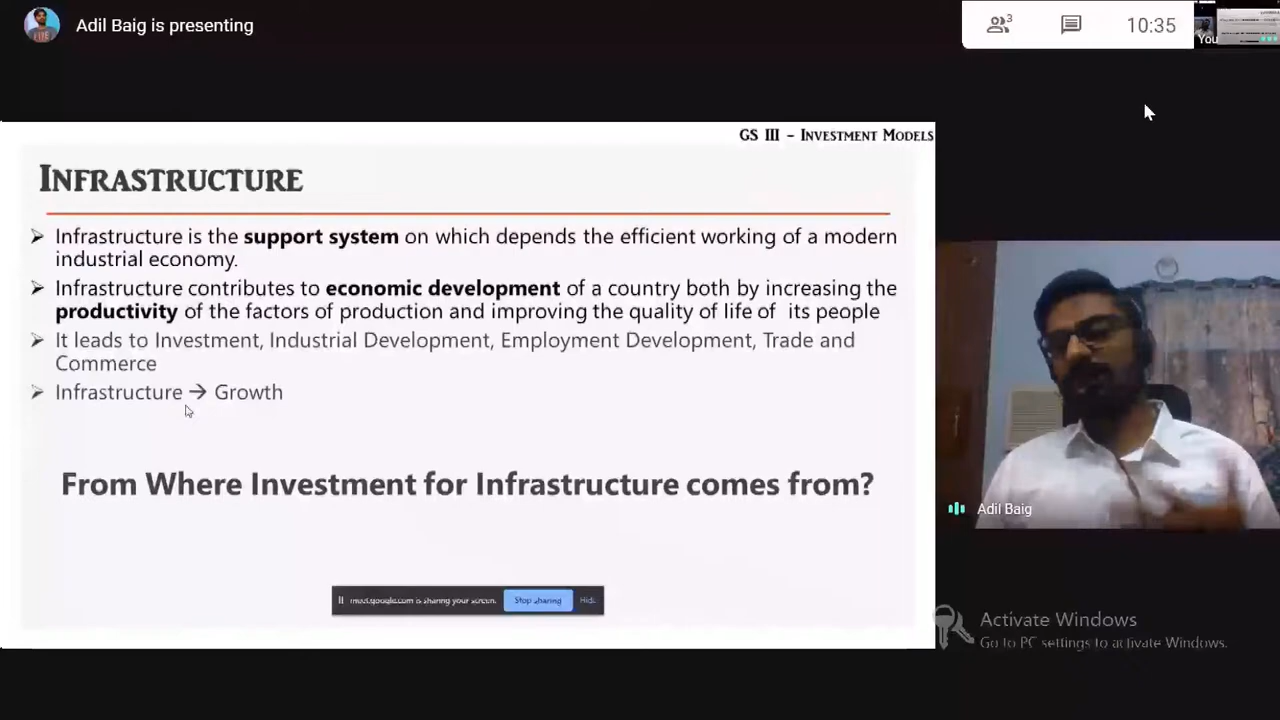 Adil Baig is presenting
3
10:35
You
GS III – Investment Models
Infrastructure
➢ Infrastructure is the support system on which depends the efficient working of a modern
industrial economy.
➢ Infrastructure contributes to economic development of a country both by increasing the
productivity of the factors of production and improving the quality of life of its people
➢ It leads to Investment, Industrial Development, Employment Development, Trade and
Commerce
➢ Infrastructure → Growth
From Where Investment for Infrastructure comes from?
Adil Baig
meet.google.com is sharing your screen.
Stop sharing
Hide
Activate Windows
Go to PC settings to activate Windows.